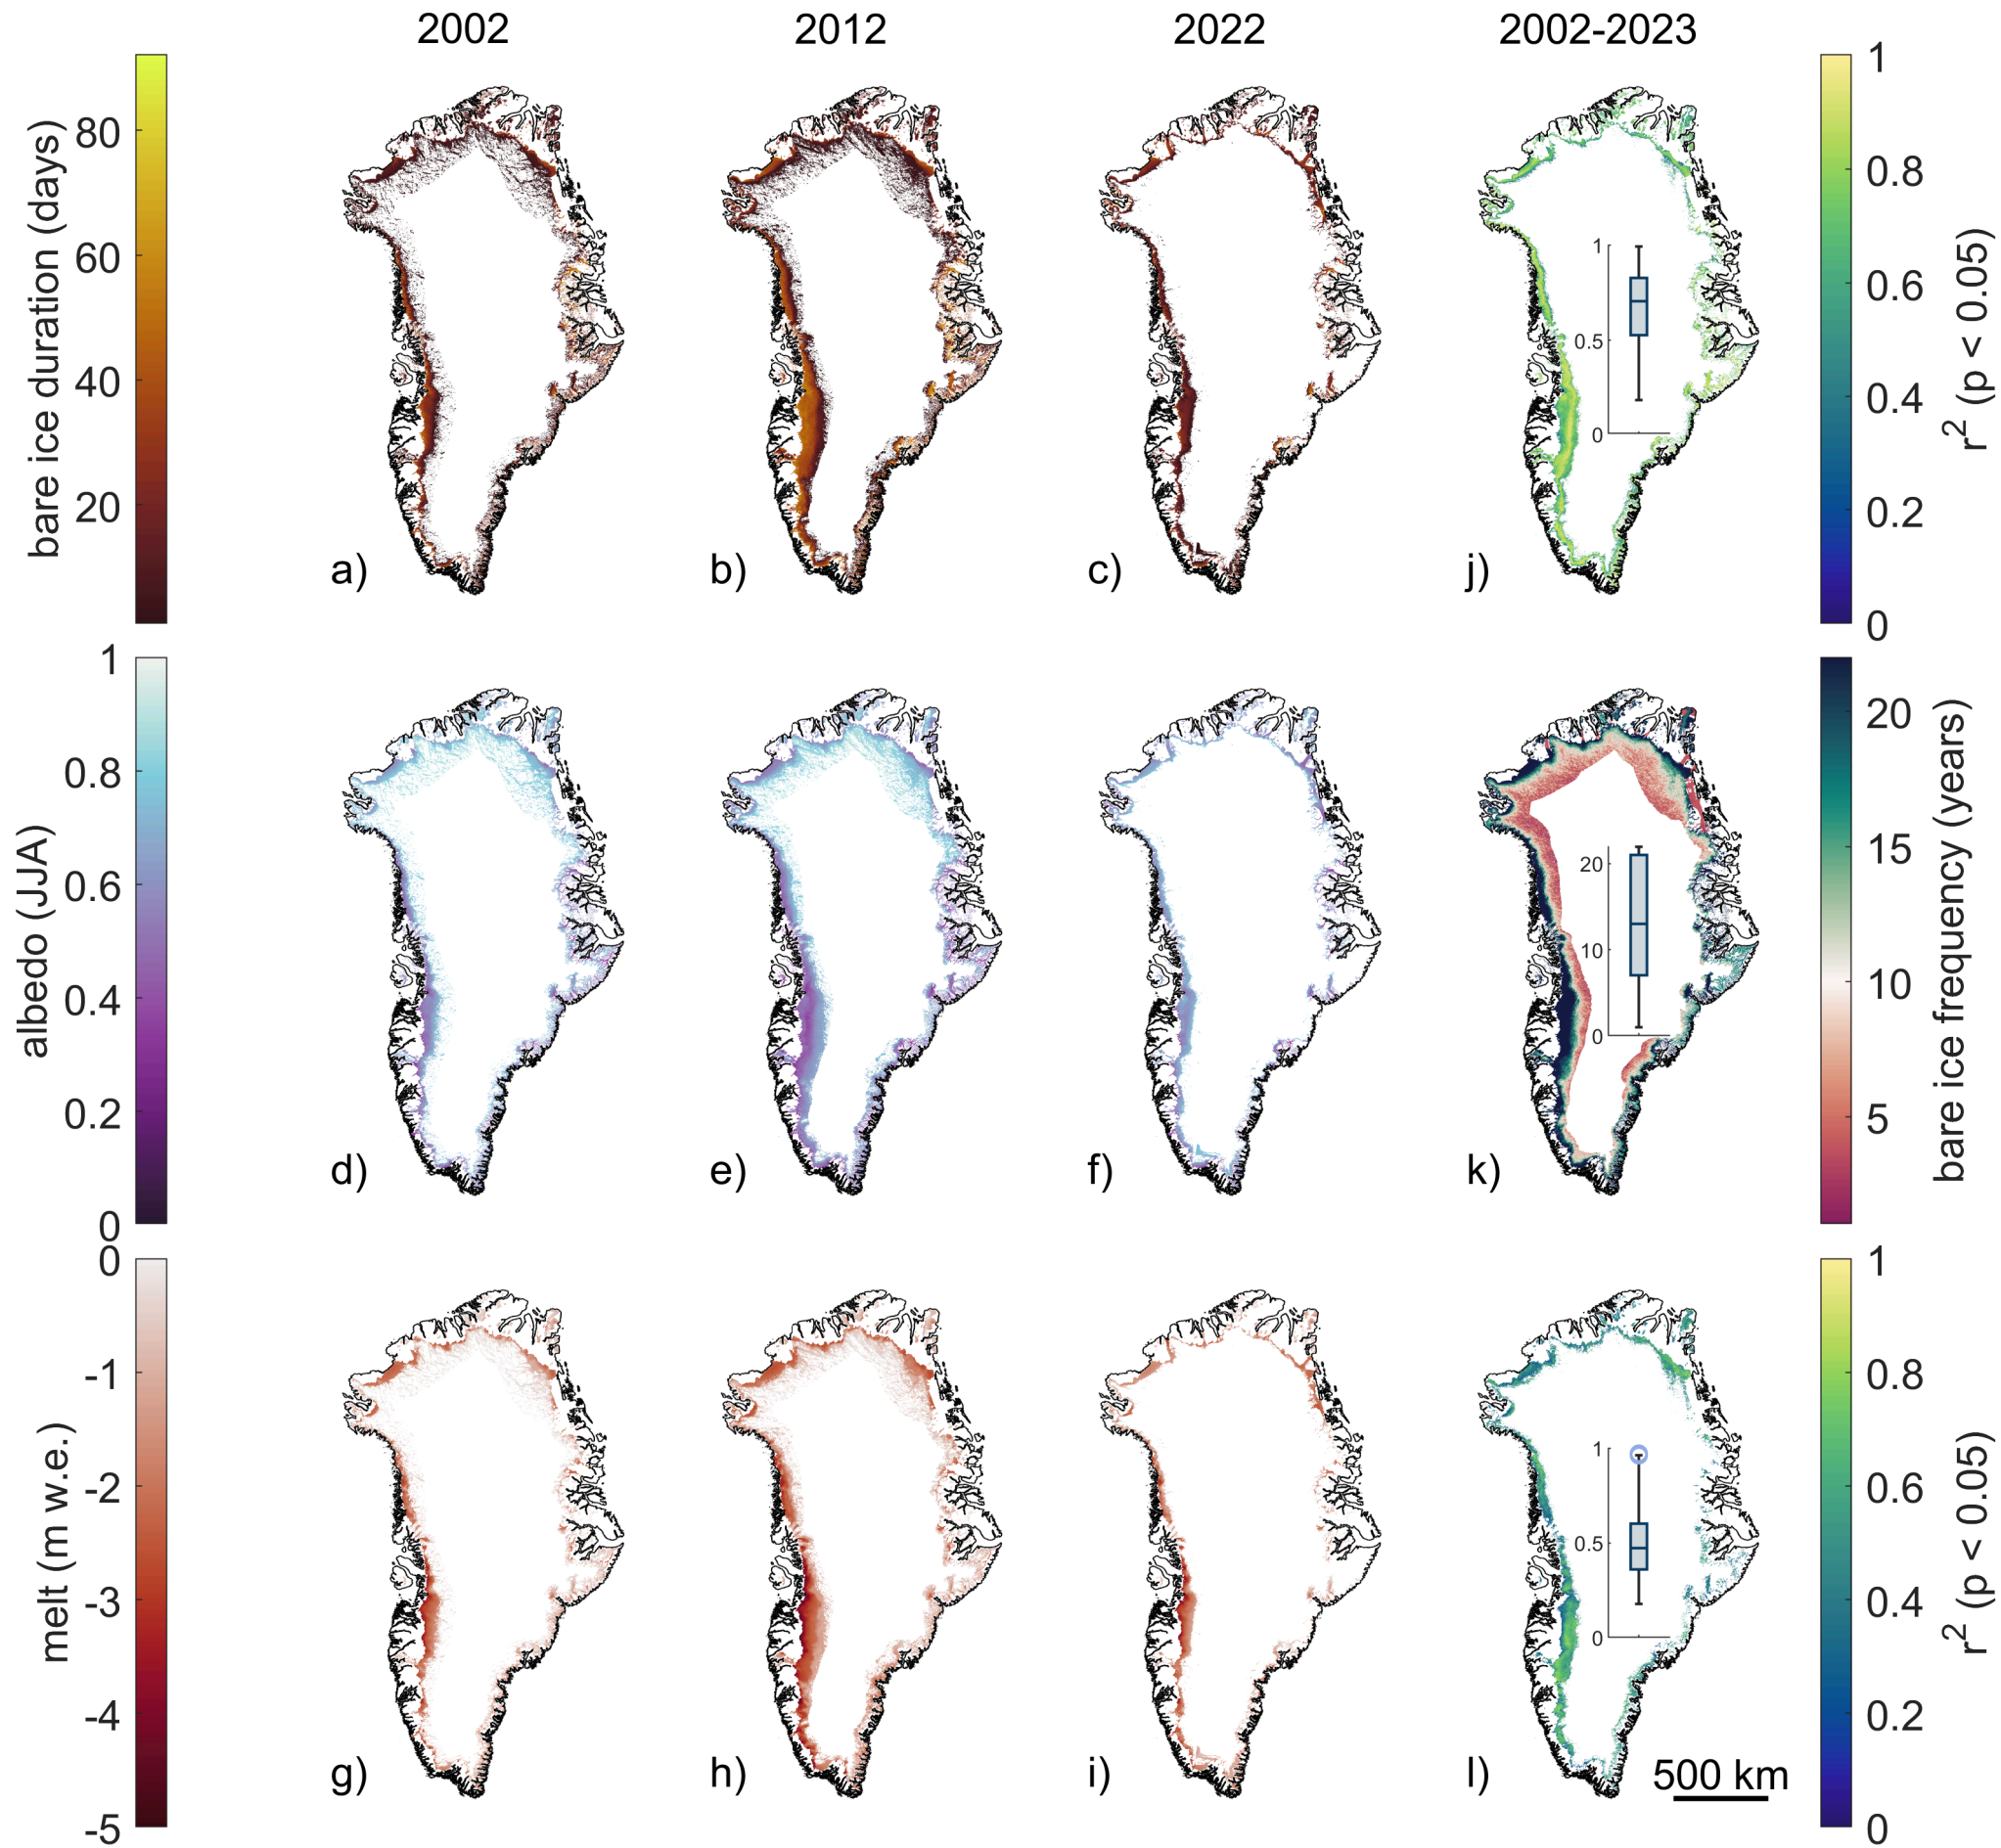 2002
2012
2022
2002-2023
bare ice duration (days)
80
60
40
20
a)
b)
c)
j)
1
0.5
0
1
0.8
0.6
0.4
0.2
0
r2 (p < 0.05)
albedo (JJA)
1
0.8
0.6
0.4
0.2
0
d)
e)
f)
k)
20
10
0
20
15
10
5
bare ice frequency (years)
melt (m w.e.)
0
-1
-2
-3
-4
-5
g)
h)
i)
l)
1
0.5
0
500 km
1
0.8
0.6
0.4
0.2
0
r2 (p < 0.05)